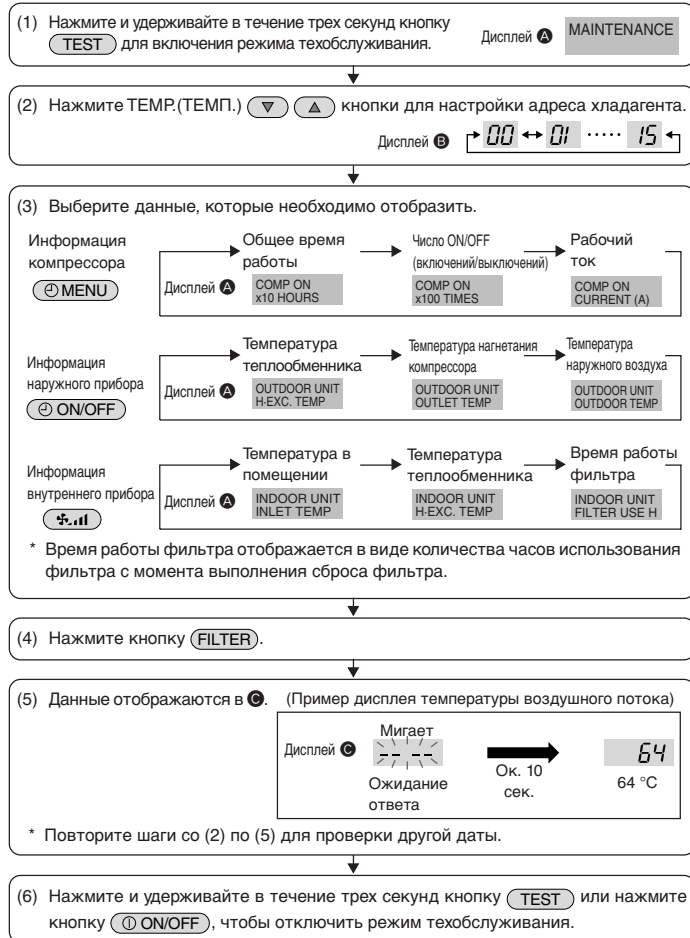 (1) Нажмите и удерживайте в течение трех секунд кнопку
TEST для включения режима техобслуживания.
Дисплей A MAINTENANCE
(2) Нажмите TEMP.(ТЕМП.) ▼ △ кнопки для настройки адреса хладагента.
Дисплей B 00 ↔ 01 ····· 15
(3) Выберите данные, которые необходимо отобразить.
Информация
компрессора
MENU
Дисплей A
Общее время
работы
COMP ON
x10 HOURS
Число ON/OFF
(включений/выключений)
COMP ON
x100 TIMES
Рабочий
ток
COMP ON
CURRENT (A)
Информация
наружного прибора
ON/OFF
Дисплей A
Температура
теплообменника
OUTDOOR UNIT
H·EXC. TEMP
Температура нагнетания
компрессора
OUTDOOR UNIT
OUTLET TEMP
Температура
наружного воздуха
OUTDOOR UNIT
OUTDOOR TEMP
Информация
внутреннего прибора
Дисплей A
Температура в
помещении
INDOOR UNIT
INLET TEMP
Температура
теплообменника
INDOOR UNIT
H·EXC. TEMP
Время работы
фильтра
INDOOR UNIT
FILTER USE H
* Время работы фильтра отображается в виде количества часов использования
фильтра с момента выполнения сброса фильтра.
(4) Нажмите кнопку FILTER.
(5) Данные отображаются в C. (Пример дисплея температуры воздушного потока)
Дисплей C
Мигает
-- --
Ожидание
ответа
Ок. 10
сек.
64
64 °C
* Повторите шаги со (2) по (5) для проверки другой даты.
(6) Нажмите и удерживайте в течение трех секунд кнопку TEST или нажмите
кнопку ON/OFF, чтобы отключить режим техобслуживания.